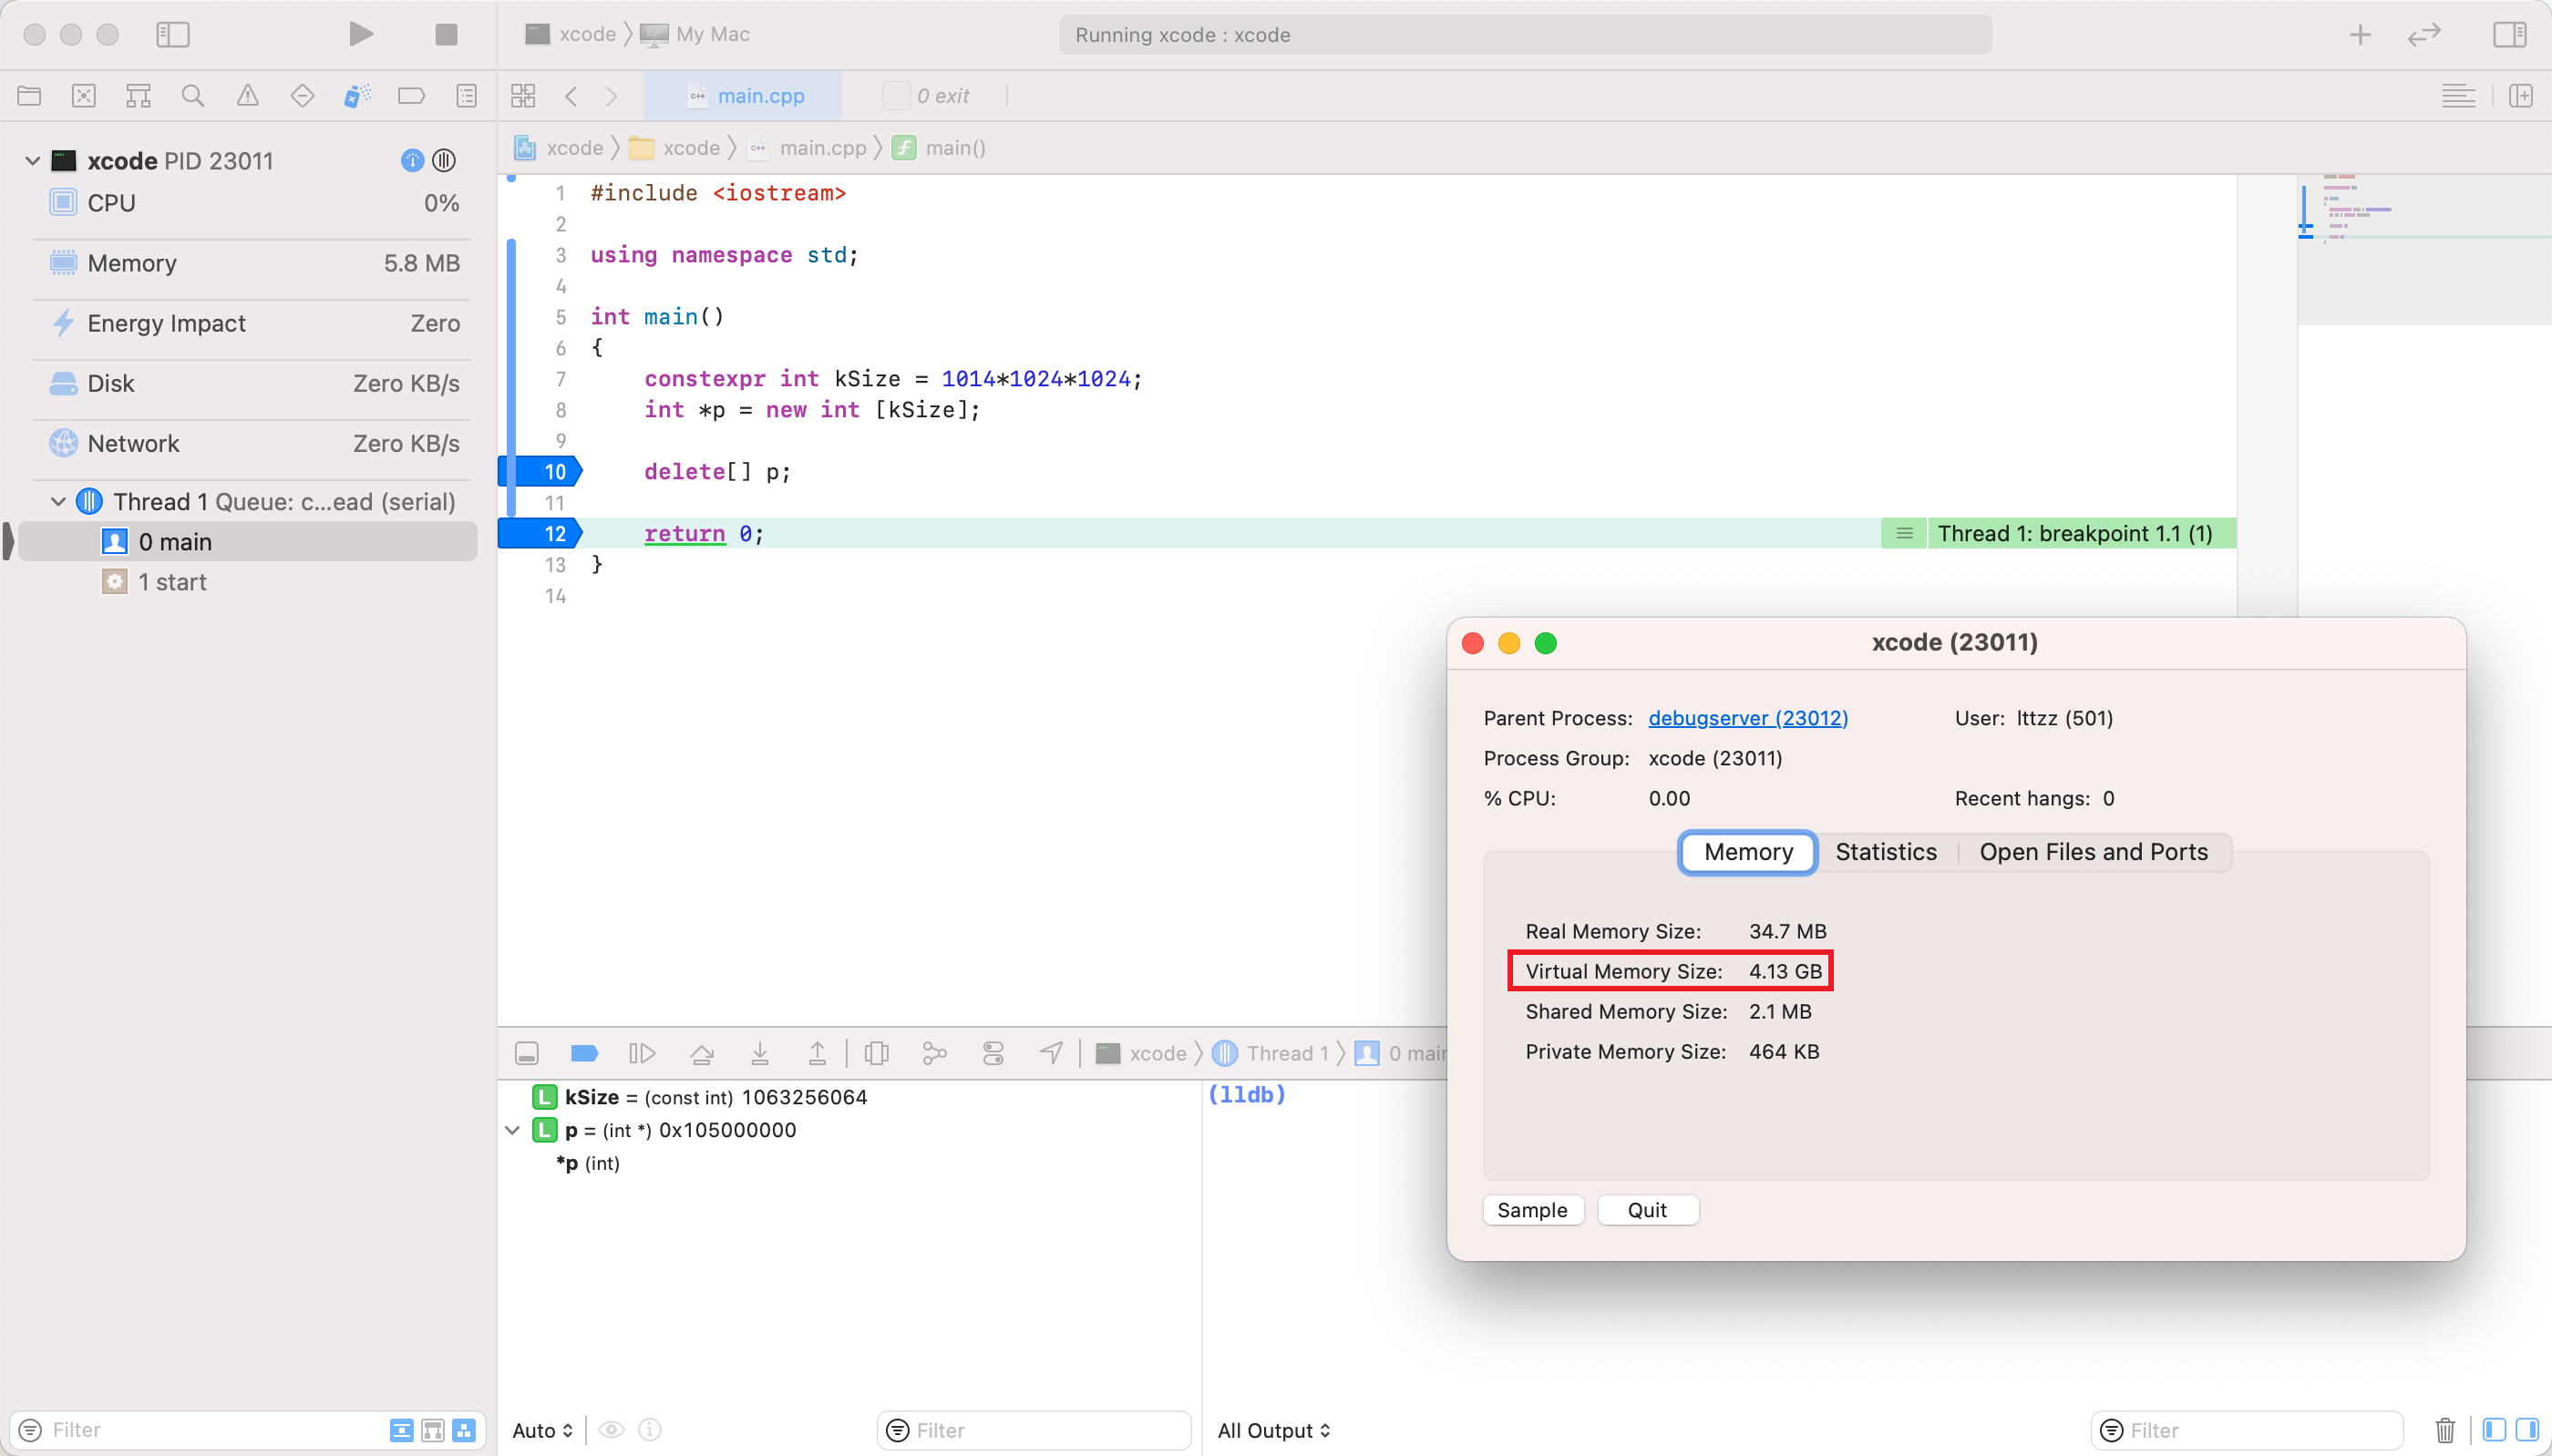 xcode
My Mac
Running xcode : xcode
main.cpp
0 exit
xcode
xcode
main.cpp
main()
xcode PID 23011
CPU 0%
Memory 5.8 MB
Energy Impact Zero
Disk Zero KB/s
Network Zero KB/s
Thread 1 Queue: c...ead (serial)
0 main
1 start
1 #include <iostream>
2
3 using namespace std;
4
5 int main()
6 {
7 constexpr int kSize = 1014*1024*1024;
8 int *p = new int [kSize];
9
10 delete[] p;
11
12 return 0;
Thread 1: breakpoint 1.1 (1)
13 }
14
xcode (23011)
Parent Process: debugserver (23012)
User: lttzz (501)
Process Group: xcode (23011)
% CPU: 0.00
Recent hangs: 0
Memory
Statistics
Open Files and Ports
Real Memory Size: 34.7 MB
Virtual Memory Size: 4.13 GB
Shared Memory Size: 2.1 MB
Private Memory Size: 464 KB
Sample
Quit
xcode
Thread 1
0 main
L kSize = (const int) 1063256064
L p = (int *) 0x105000000
*p (int)
(lldb)
Filter
Auto
Filter
All Output
Filter